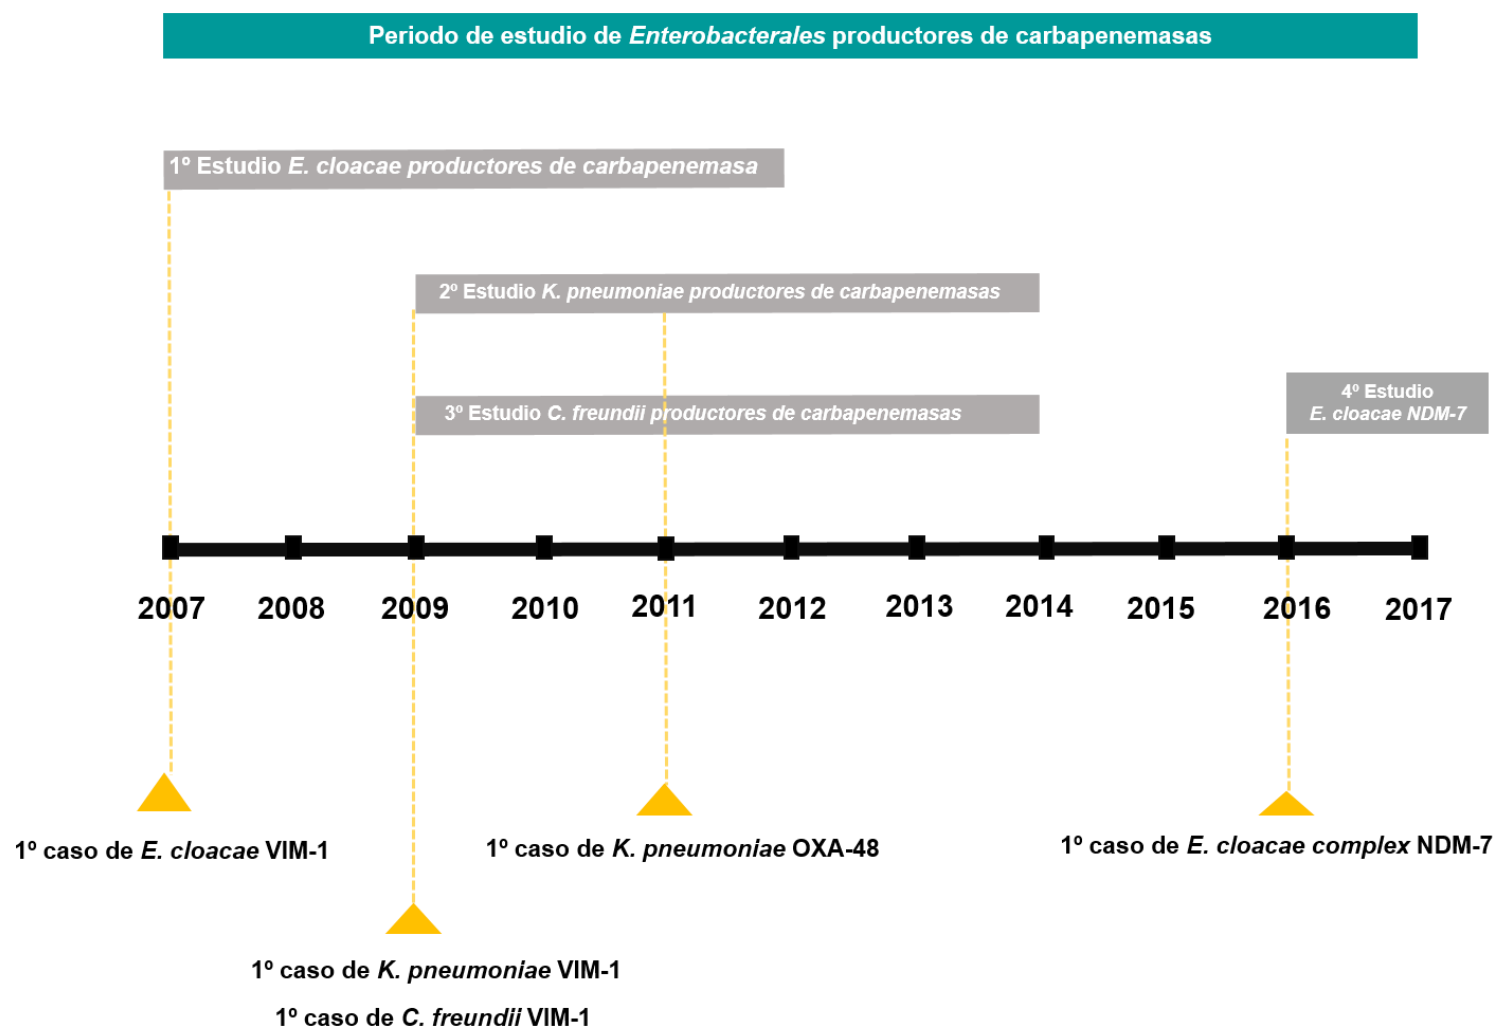 Periodo de estudio de Enterobacterales productores de carbapenemasas
1º Estudio E. cloacae productores de carbapenemasa
2º Estudio K. pneumoniae productores de carbapenemasas
3º Estudio C. freundii productores de carbapenemasas
4º Estudio
E. cloacae NDM-7
2007 2008 2009 2010 2011 2012 2013 2014 2015 2016 2017
1º caso de E. cloacae VIM-1
1º caso de K. pneumoniae OXA-48
1º caso de E. cloacae complex NDM-7
1º caso de K. pneumoniae VIM-1
1º caso de C. freundii VIM-1